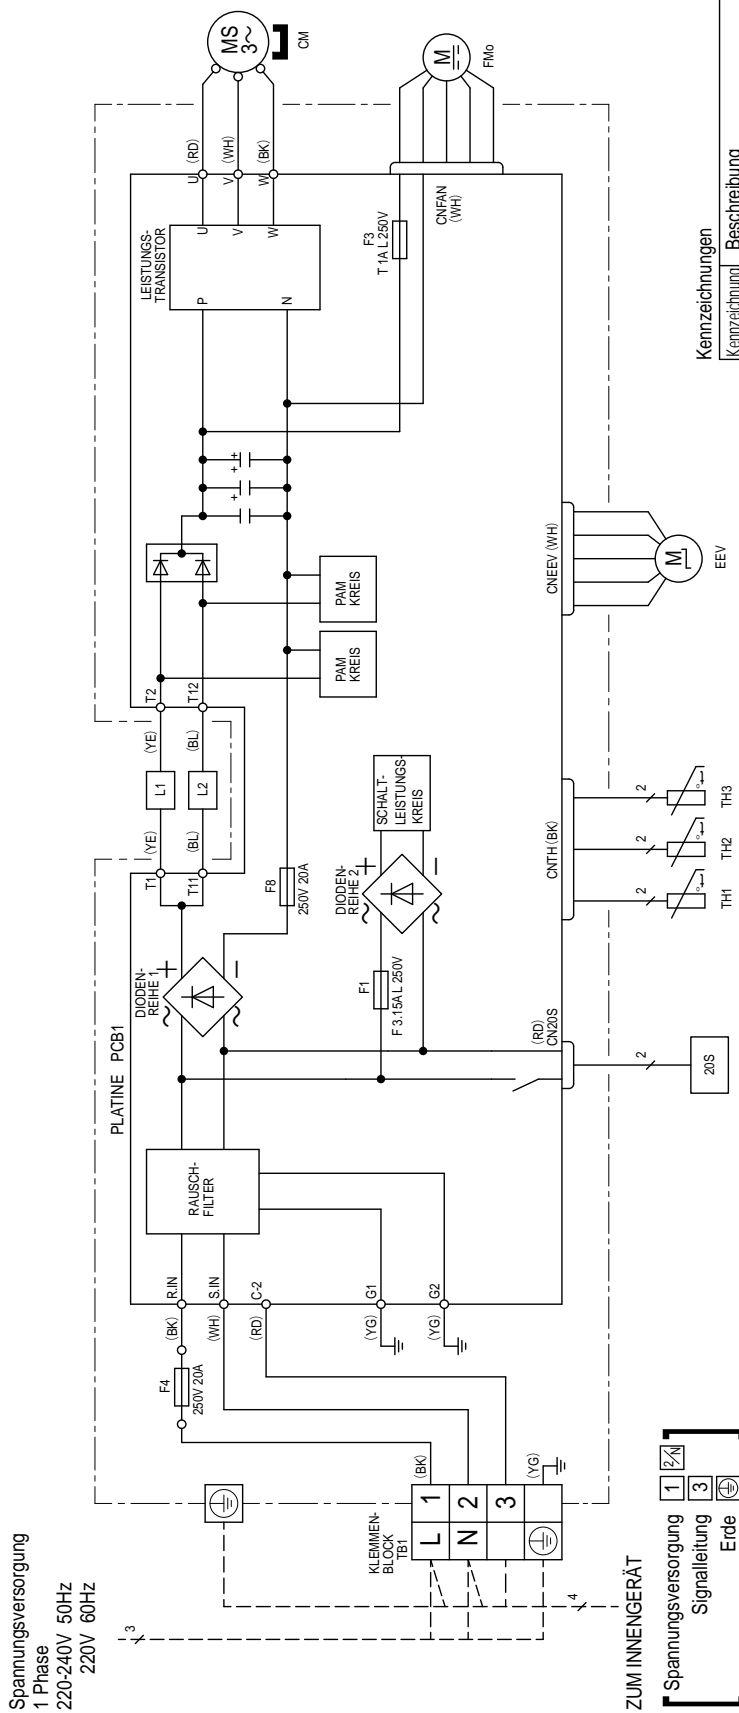 Spannungsversorgung
1 Phase
220-240V 50Hz
220V 60Hz
3
4
ZUM INNENGERÄT
Spannungsversorgung 1 2/N
Signalleitung 3
Erde
KLEMMEN-
BLOCK
TB1
L 1
N 2
3
(BK)
(YG)
F4
250V 20A
(BK)
(WH)
(RD)
(YG)
(YG)
R.IN
S.IN
C-2
G1
G2
PLATINE PCB1
RAUSCH-
FILTER
DIODEN-
REIHE 1
+
−
T1
T11
(YE)
(BL)
L1
L2
(YE)
(BL)
T2
T12
F8
250V 20A
F1
F 3.15A L 250V
DIODEN-
REIHE 2
+
−
SCHALT-
LEISTUNGS-
KREIS
PAM
KREIS
PAM
KREIS
+
+
LEISTUNGS-
TRANSISTOR
P
N
U
V
W
U
V
W
(RD)
(WH)
(BK)
MS
3~
CM
F3
T 1A L 250V
CNFAN
(WH)
M
FMo
(RD)
CN20S
2
20S
CNTH (BK)
2
2
2
TH1
TH2
TH3
CNEEV (WH)
M
EEV
Kennzeichnungen
Kennzeichnung Beschreibung